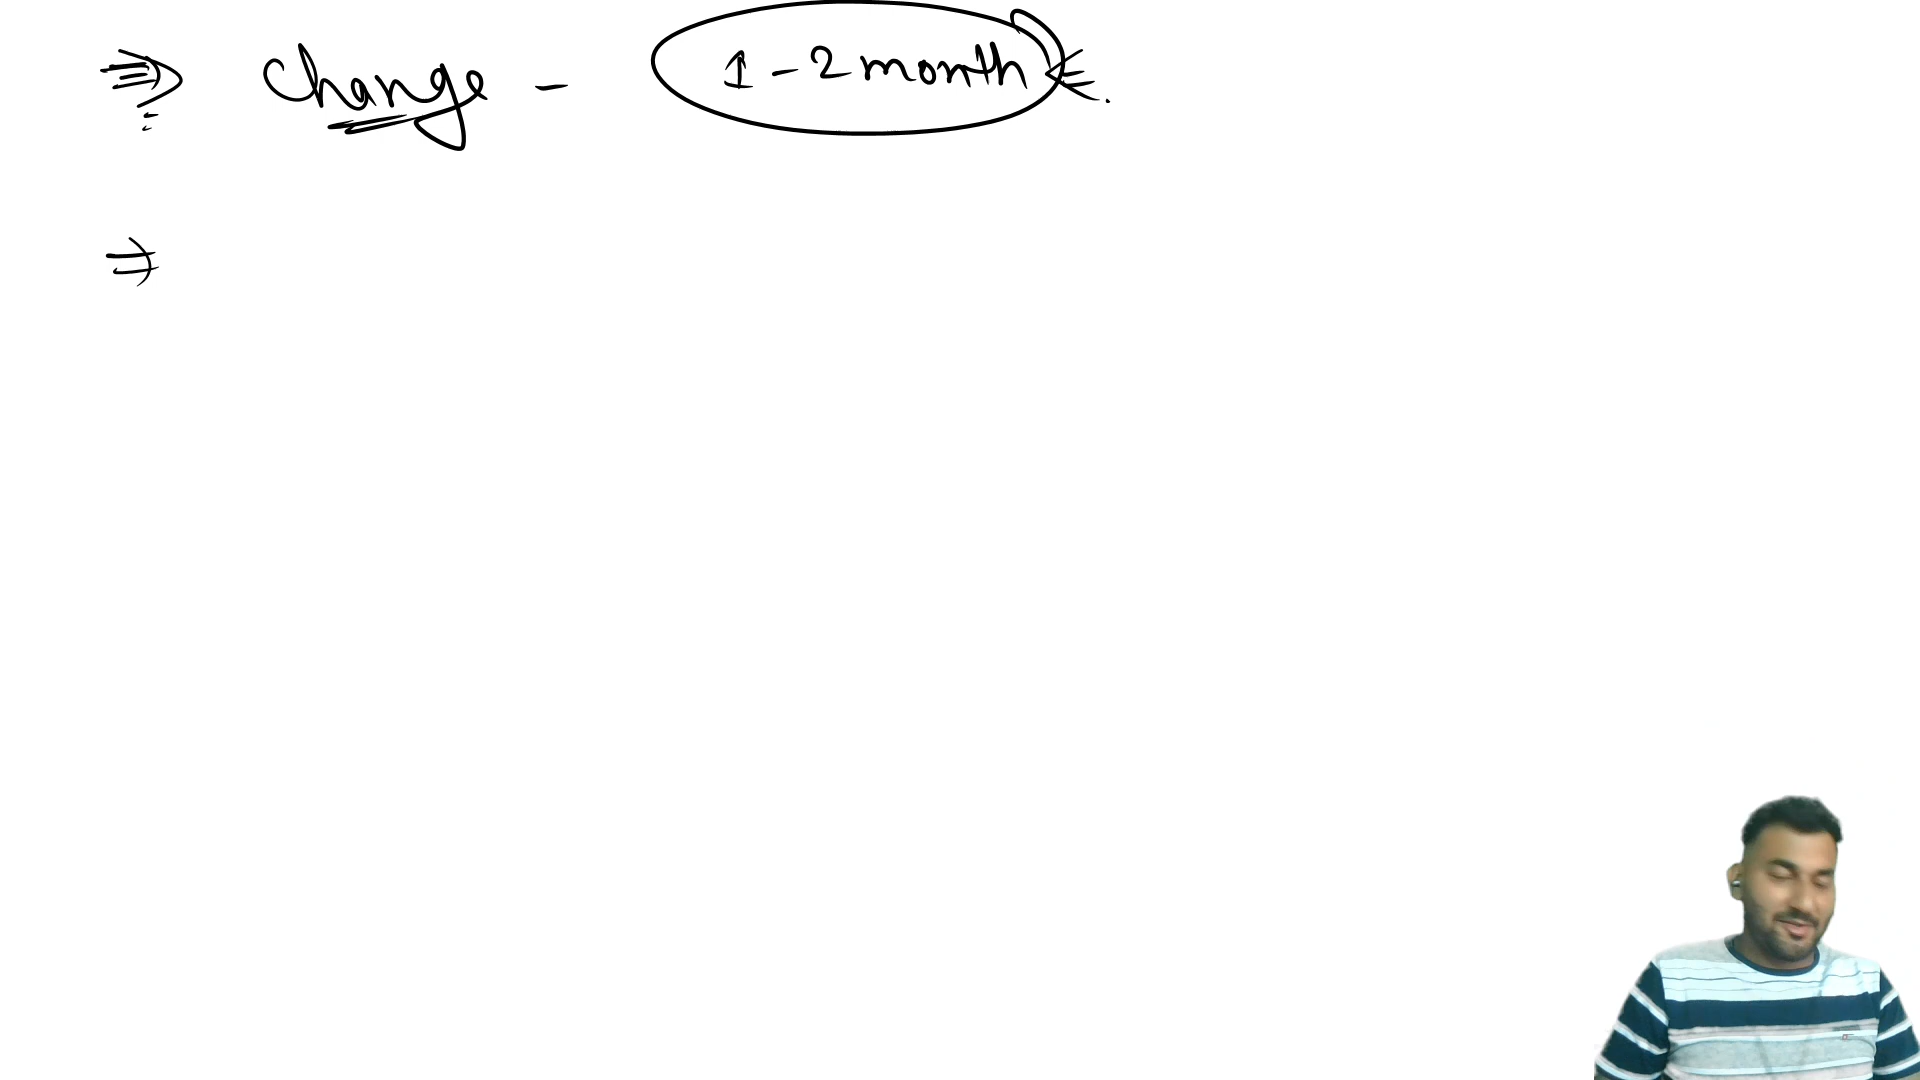 ⇒ change - 1-2 month
⇒